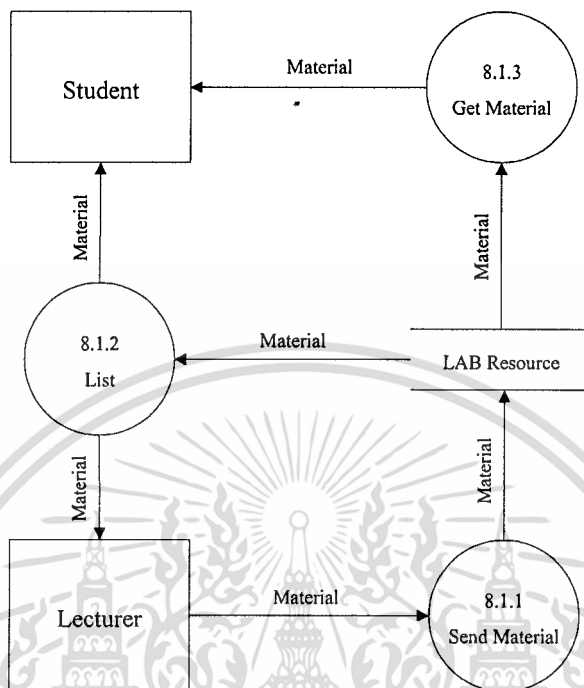 Student
Material
8.1.3
Get Material
Material
Material
8.1.2
List
Material
LAB Resource
Material
Material
Lecturer
Material
8.1.1
Send Material